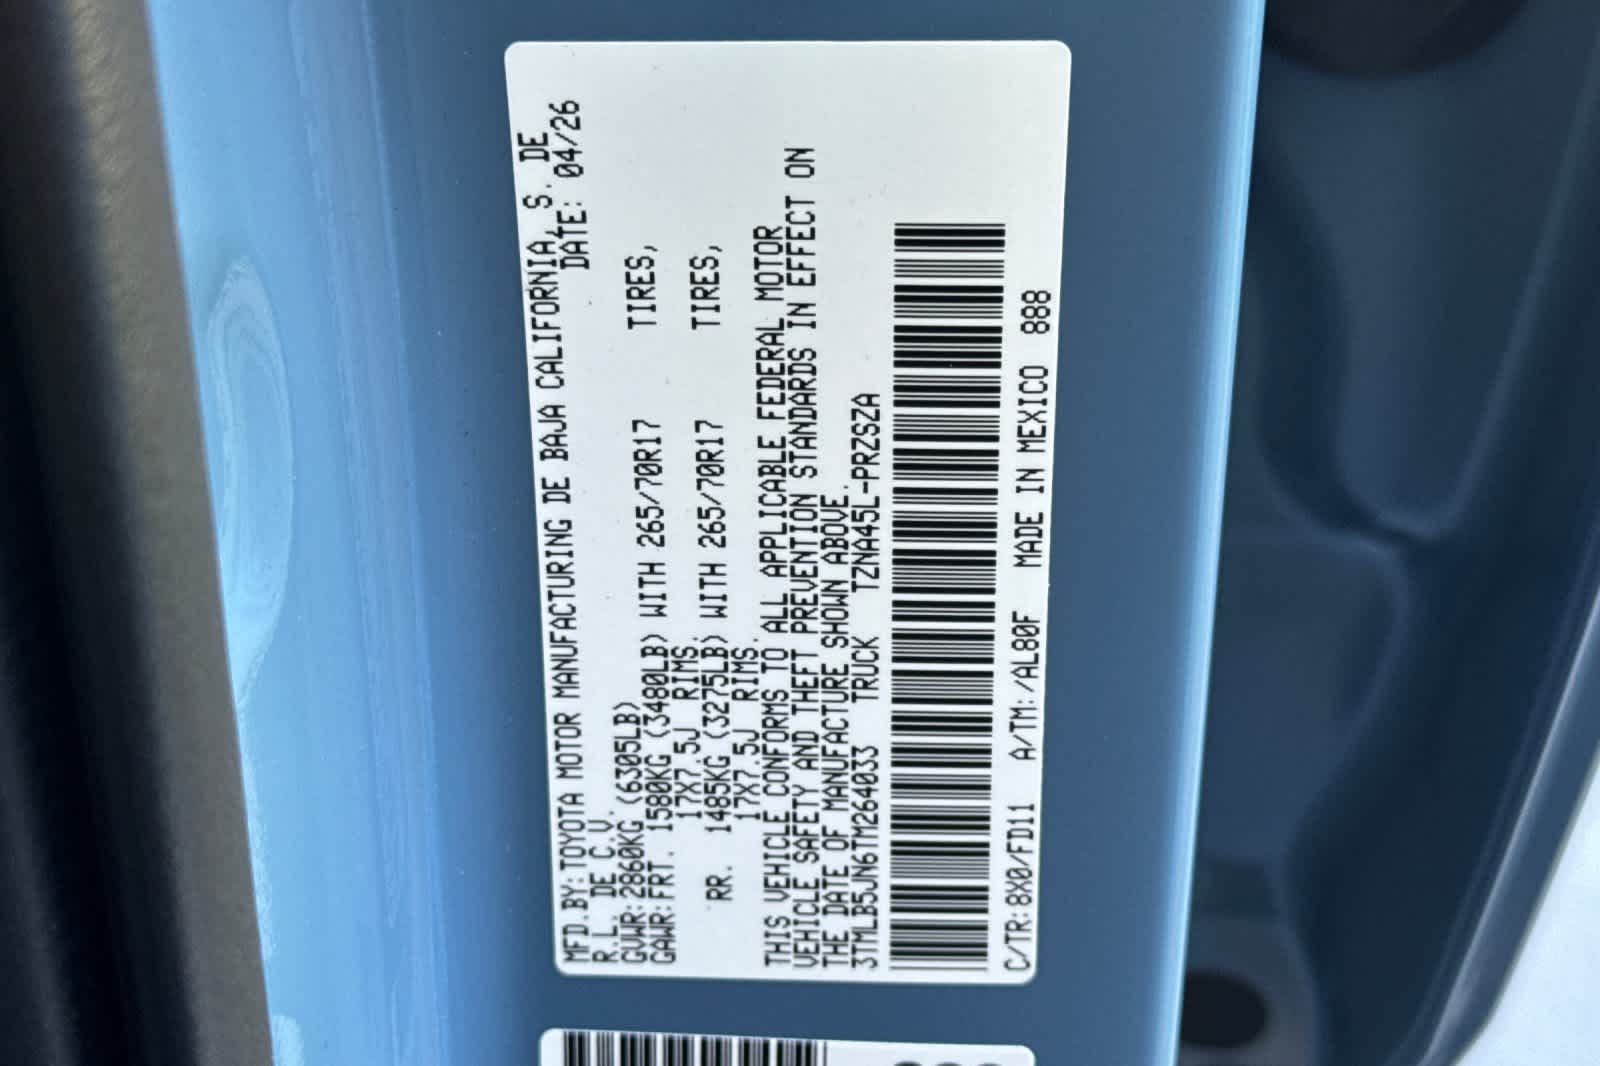 MFD.BY:TOYOTA MOTOR MANUFACTURING DE BAJA CALIFORNIA, S. DE
R.L. DE C.V. DATE: 04/26
GVWR:2860KG (6305LB)
GAWR:FRT. 1580KG (3480LB) WITH 265/70R17 TIRES,
17X7.5J RIMS.
RR. 1485KG (3275LB) WITH 265/70R17 TIRES,
17X7.5J RIMS.
THIS VEHICLE CONFORMS TO ALL APPLICABLE FEDERAL MOTOR
VEHICLE SAFETY AND THEFT PREVENTION STANDARDS IN EFFECT ON
THE DATE OF MANUFACTURE SHOWN ABOVE.
3TMLB5JN6TM264033 TRUCK TZNA45L-PRZSZA
C/TR:8X0/FD11 A/TM:/AL80F MADE IN MEXICO 888